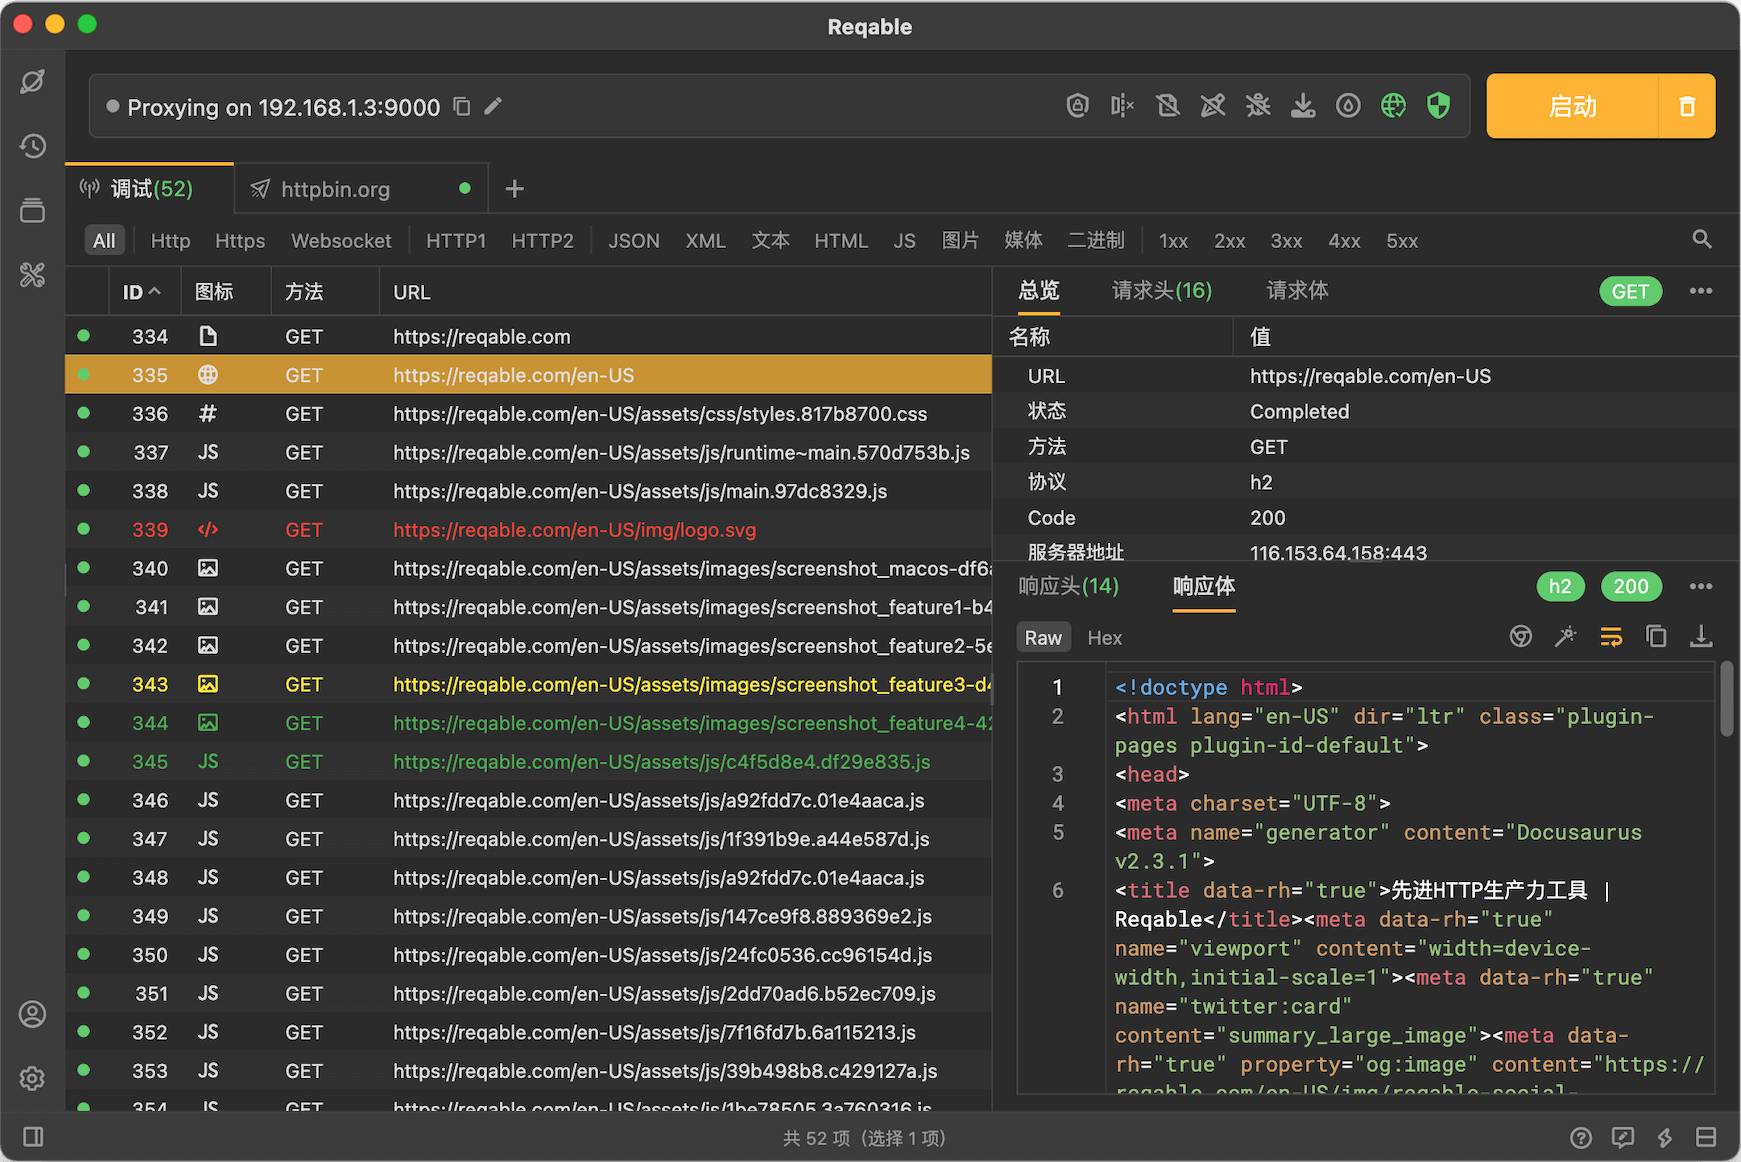 Reqable
Proxying on 192.168.1.3:9000
启动
调试(52)
httpbin.org
All Http Https Websocket HTTP1 HTTP2 JSON XML 文本 HTML JS 图片 媒体 二进制 1xx 2xx 3xx 4xx 5xx
ID 图标 方法 URL
334 GET https://reqable.com
335 GET https://reqable.com/en-US
336 # GET https://reqable.com/en-US/assets/css/styles.817b8700.css
337 JS GET https://reqable.com/en-US/assets/js/runtime~main.570d753b.js
338 JS GET https://reqable.com/en-US/assets/js/main.97dc8329.js
339 </> GET https://reqable.com/en-US/img/logo.svg
340 GET https://reqable.com/en-US/assets/images/screenshot_macos-df6a
341 GET https://reqable.com/en-US/assets/images/screenshot_feature1-b4
342 GET https://reqable.com/en-US/assets/images/screenshot_feature2-5e
343 GET https://reqable.com/en-US/assets/images/screenshot_feature3-d4
344 GET https://reqable.com/en-US/assets/images/screenshot_feature4-42
345 JS GET https://reqable.com/en-US/assets/js/c4f5d8e4.df29e835.js
346 JS GET https://reqable.com/en-US/assets/js/a92fdd7c.01e4aaca.js
347 JS GET https://reqable.com/en-US/assets/js/1f391b9e.a44e587d.js
348 JS GET https://reqable.com/en-US/assets/js/a92fdd7c.01e4aaca.js
349 JS GET https://reqable.com/en-US/assets/js/147ce9f8.889369e2.js
350 JS GET https://reqable.com/en-US/assets/js/24fc0536.cc96154d.js
351 JS GET https://reqable.com/en-US/assets/js/2dd70ad6.b52ec709.js
352 JS GET https://reqable.com/en-US/assets/js/7f16fd7b.6a115213.js
353 JS GET https://reqable.com/en-US/assets/js/39b498b8.c429127a.js
354 JS GET https://reqable.com/en-US/assets/js/1be78505.3a760316.js
总览 请求头(16) 请求体 GET
名称 值
URL https://reqable.com/en-US
状态 Completed
方法 GET
协议 h2
Code 200
服务器地址 116.153.64.158:443
响应头(14) 响应体 h2 200
Raw Hex
1 <!doctype html>
2 <html lang="en-US" dir="ltr" class="plugin-
pages plugin-id-default">
3 <head>
4 <meta charset="UTF-8">
5 <meta name="generator" content="Docusaurus
v2.3.1">
6 <title data-rh="true">先进HTTP生产力工具 |
Reqable</title><meta data-rh="true"
name="viewport" content="width=device-
width,initial-scale=1"><meta data-rh="true"
name="twitter:card"
content="summary_large_image"><meta data-
rh="true" property="og:image" content="https://
reqable.com/en-US/img/reqable-social-
共 52 项 (选择 1 项)